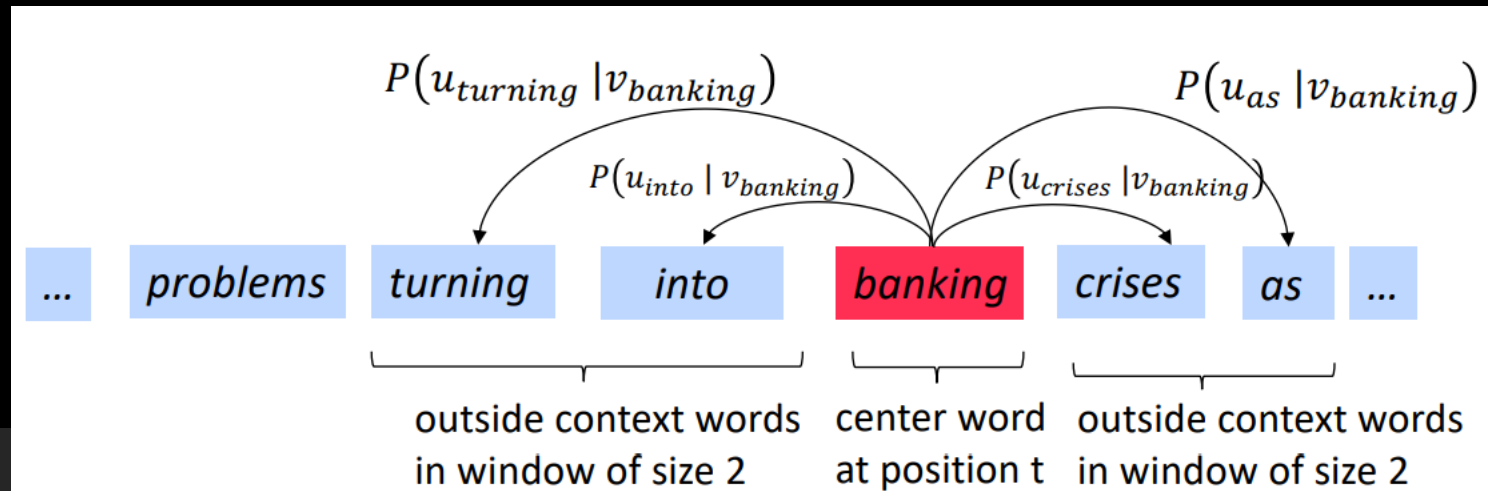 P(u_turning | v_banking) P(u_as | v_banking)
P(u_into | v_banking) P(u_crises | v_banking)
... problems turning into banking crises as ...
outside context words center word outside context words
in window of size 2 at position t in window of size 2